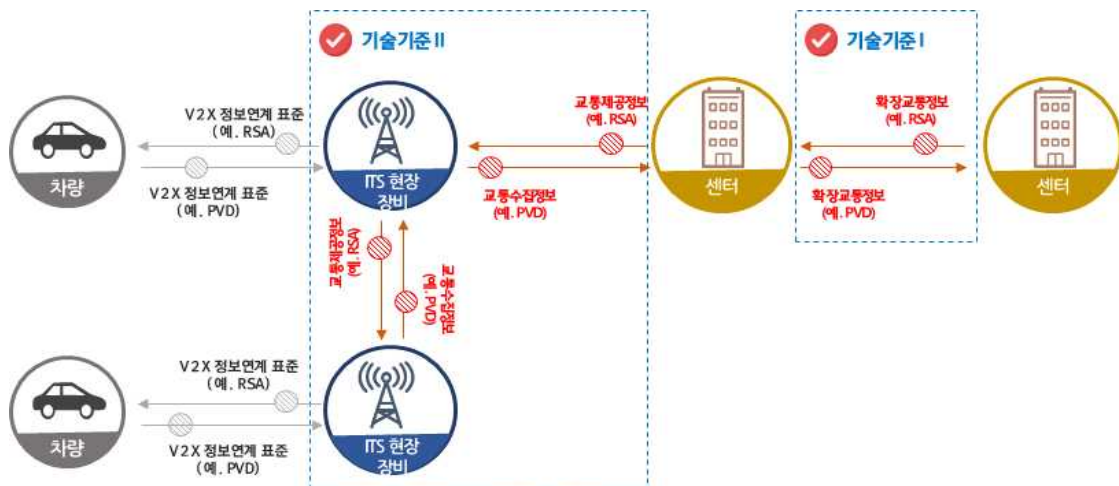 기술기준 II
기술기준 I
V2X 정보연계 표준
(예. RSA)
차량
V2X 정보연계 표준
(예. PVD)
ITS 현장
장비
교통제공정보
(예. RSA)
교통수집정보
(예. PVD)
센터
확장교통정보
(예. RSA)
확장교통정보
(예. PVD)
센터
교통제공정보
(예. RSA)
교통수집정보
(예. PVD)
V2X 정보연계 표준
(예. RSA)
차량
V2X 정보연계 표준
(예. PVD)
ITS 현장
장비